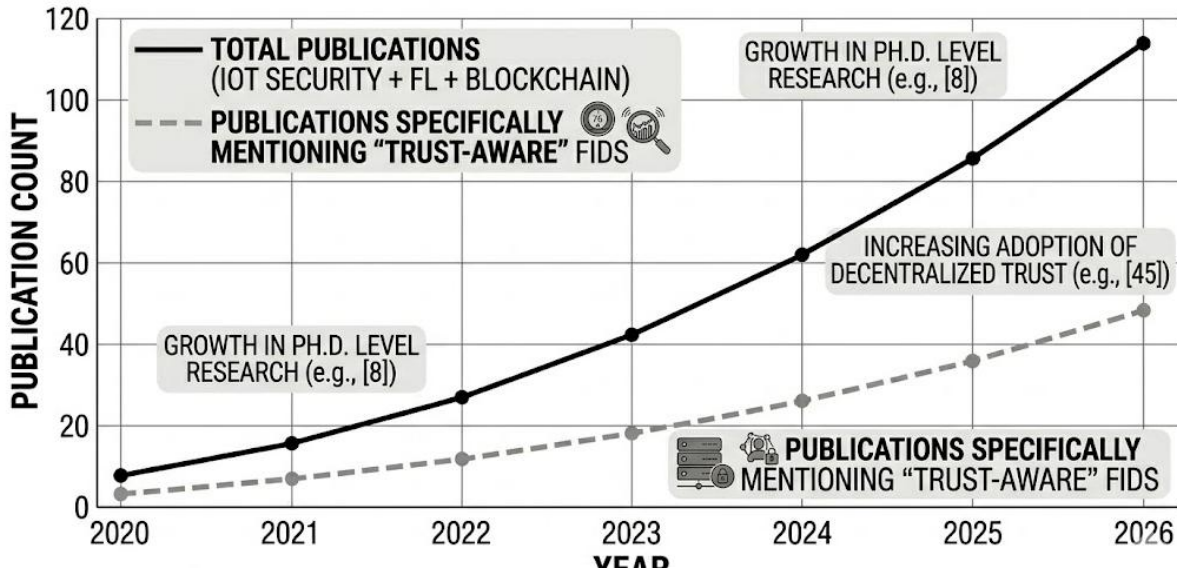 120
100
80
60
40
20
0
PUBLICATION COUNT
TOTAL PUBLICATIONS
(IOT SECURITY + FL + BLOCKCHAIN)
PUBLICATIONS SPECIFICALLY
MENTIONING “TRUST-AWARE” FIDS
76
GROWTH IN PH.D. LEVEL
RESEARCH (e.g., [8])
GROWTH IN PH.D. LEVEL
RESEARCH (e.g., [8])
INCREASING ADOPTION OF
DECENTRALIZED TRUST (e.g., [45])
PUBLICATIONS SPECIFICALLY
MENTIONING “TRUST-AWARE” FIDS
2020 2021 2022 2023 2024 2025 2026
YEAR